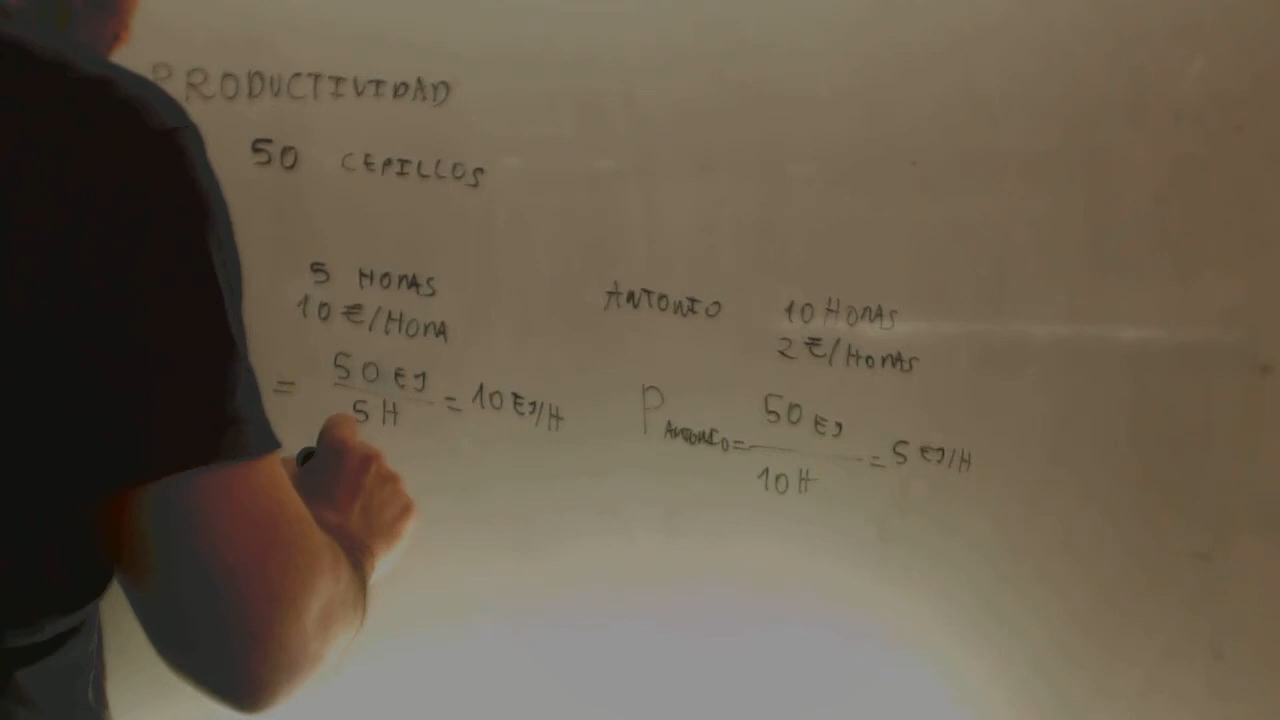 PRODUCTIVIDAD
50 CEPILLOS
5 HORAS
10 €/HORA
= 50 EJ / 5 H = 10 EJ/H
ANTONIO 10 HORAS
2 €/HORAS
P ANTONIO = 50 EJ / 10 H = 5 EJ/H